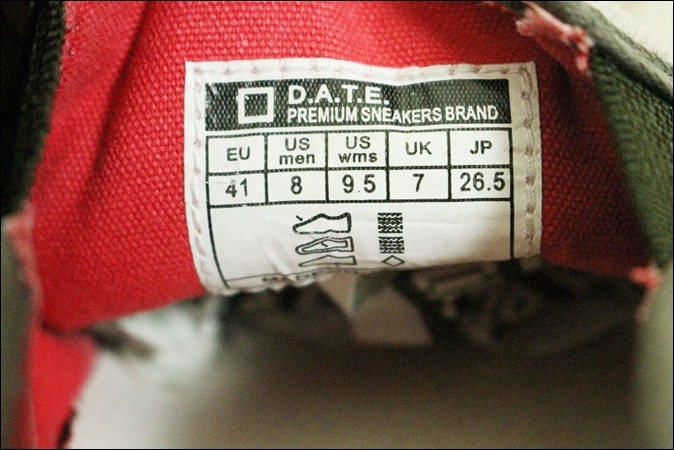 D.A.T.E.
PREMIUM SNEAKERS BRAND
EU US men US wms UK JP
41 8 9.5 7 26.5